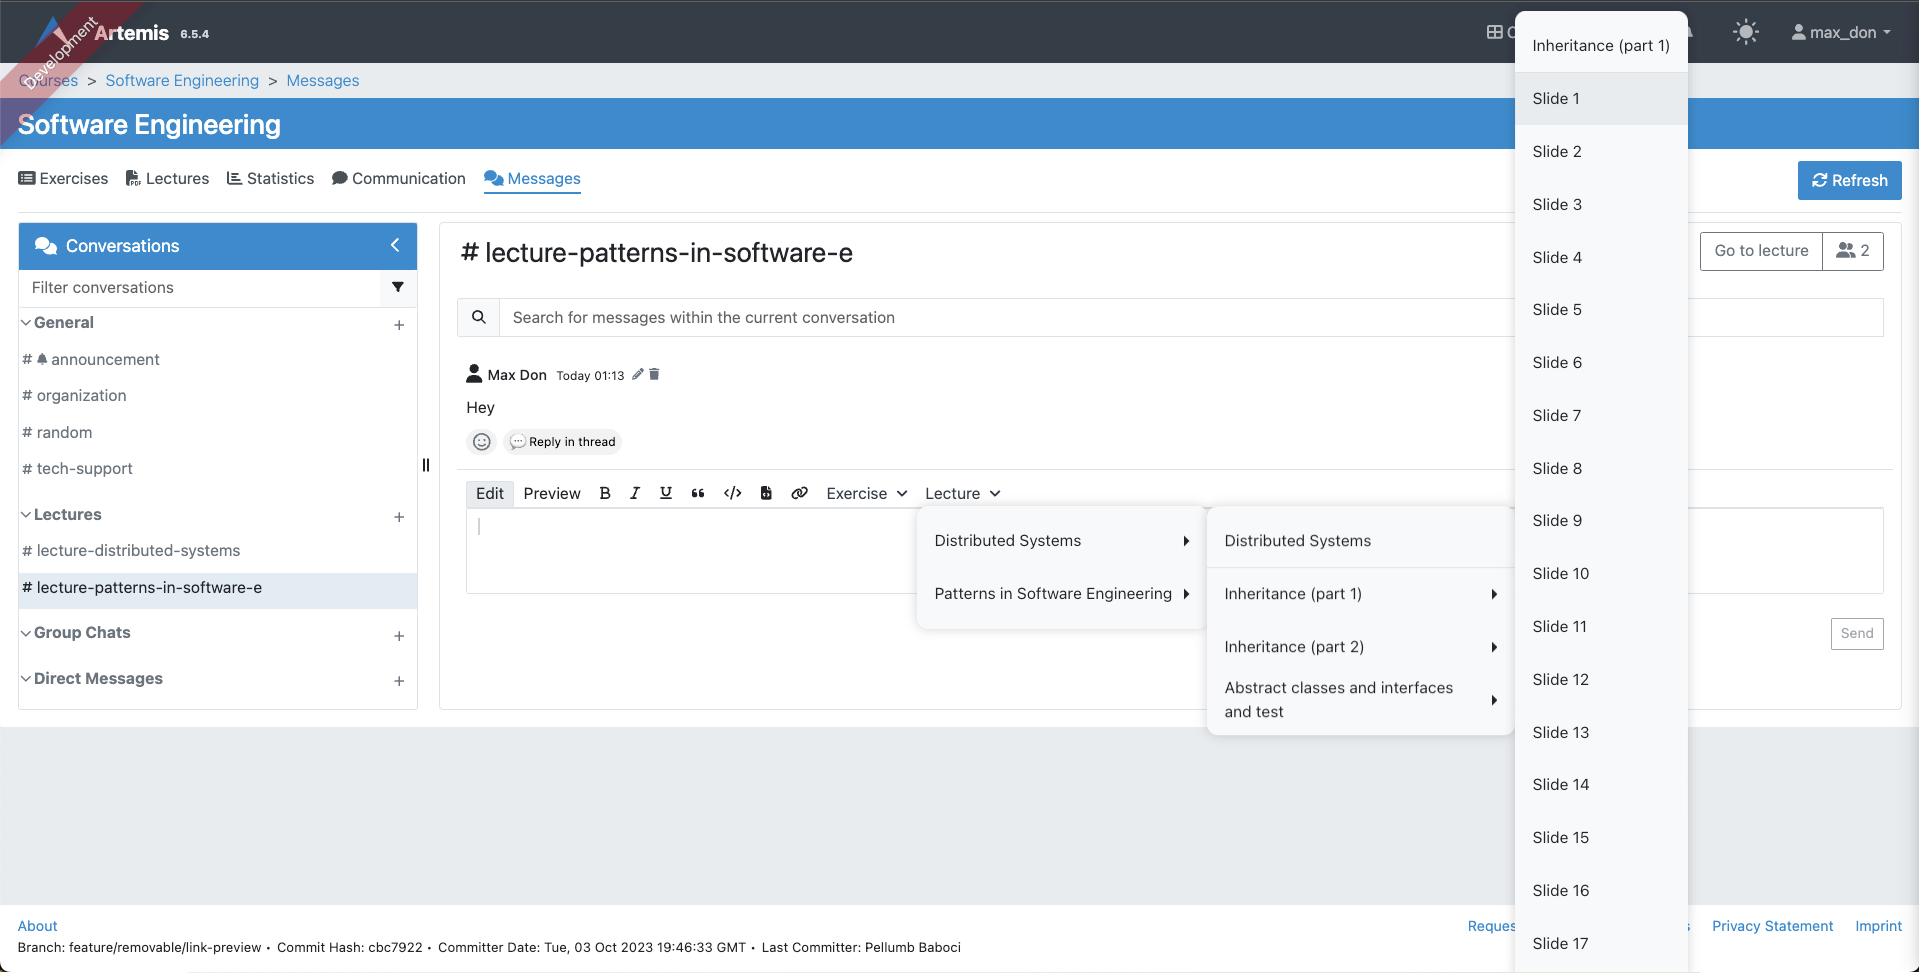 Development
Artemis 6.5.4
max_don
Courses > Software Engineering > Messages
Software Engineering
Exercises Lectures Statistics Communication Messages
Refresh
Conversations
Filter conversations
General +
# announcement
# organization
# random
# tech-support
Lectures +
# lecture-distributed-systems
# lecture-patterns-in-software-e
Group Chats +
Direct Messages +
# lecture-patterns-in-software-e
Go to lecture 2
Search for messages within the current conversation
Max Don Today 01:13
Hey
Reply in thread
Edit Preview B I U Exercise Lecture
Distributed Systems
Patterns in Software Engineering
Distributed Systems
Inheritance (part 1)
Inheritance (part 2)
Abstract classes and interfaces
and test
Inheritance (part 1)
Slide 1
Slide 2
Slide 3
Slide 4
Slide 5
Slide 6
Slide 7
Slide 8
Slide 9
Slide 10
Slide 11
Slide 12
Slide 13
Slide 14
Slide 15
Slide 16
Slide 17
Send
About
Privacy Statement Imprint
Branch: feature/removable/link-preview • Commit Hash: cbc7922 • Committer Date: Tue, 03 Oct 2023 19:46:33 GMT • Last Committer: Pellumb Baboci